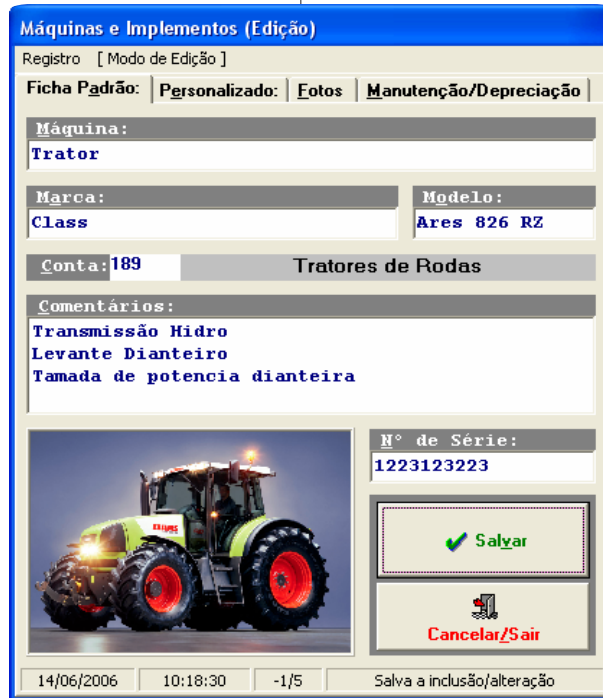 Máquinas e Implementos (Edição)
Registro [ Modo de Edição ]
Ficha Padrão: Personalizado: Fotos Manutenção/Depreciação
Máquina:
Trator
Marca: Modelo:
Class Ares 826 RZ
Conta: 189 Tratores de Rodas
Comentários:
Transmissão Hidro
Levante Dianteiro
Tamada de potencia dianteira
Nº de Série:
1223123223
CLAAS
Salvar
Cancelar/Sair
14/06/2006 10:18:30 -1/5 Salva a inclusão/alteração